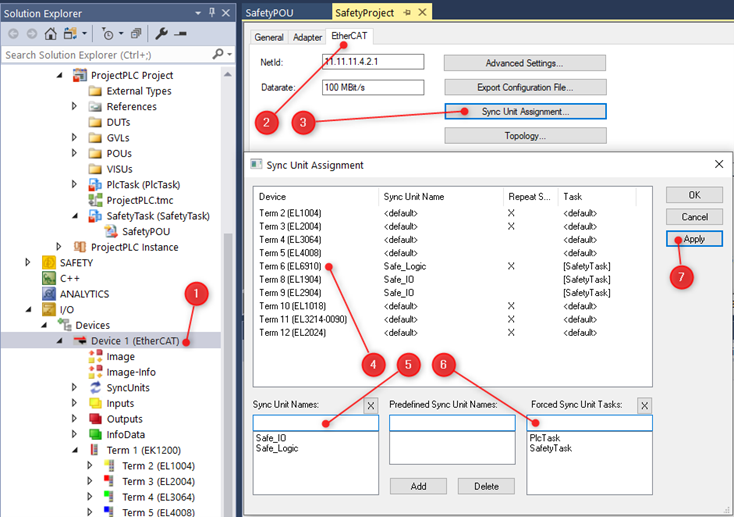 Solution Explorer
Search Solution Explorer (Ctrl+;)
ProjectPLC Project
External Types
References
DUTs
GVLs
POUs
VISUs
PlcTask (PlcTask)
ProjectPLC.tmc
SafetyTask (SafetyTask)
SafetyPOU
ProjectPLC Instance
SAFETY
C++
ANALYTICS
1
I/O
Devices
Device 1 (EtherCAT)
Image
Image-Info
SyncUnits
Inputs
Outputs
InfoData
Term 1 (EK1200)
Term 2 (EL1004)
Term 3 (EL2004)
Term 4 (EL3064)
Term 5 (EL4008)
SafetyPOU
SafetyProject
General
Adapter
EtherCAT
NetId:
11.11.11.4.2.1
Advanced Settings...
Datarate:
100 MBit/s
Export Configuration File...
2
3
Sync Unit Assignment...
Topology...
Sync Unit Assignment
Device Sync Unit Name Repeat S... Task
Term 2 (EL1004) <default> X <default>
Term 3 (EL2004) <default> X <default>
Term 4 (EL3064) <default> <default>
Term 5 (EL4008) <default> <default>
Term 6 (EL6910) Safe_Logic X [SafetyTask]
Term 8 (EL1904) Safe_IO [SafetyTask]
Term 9 (EL2904) Safe_IO [SafetyTask]
Term 10 (EL1018) <default> X <default>
Term 11 (EL3214-0090) <default> X <default>
Term 12 (EL2024) <default> X <default>
OK
Cancel
Apply
7
4
5
6
Sync Unit Names:
X
Predefined Sync Unit Names:
Forced Sync Unit Tasks:
X
Safe_IO
Safe_Logic
PlcTask
SafetyTask
Add
Delete